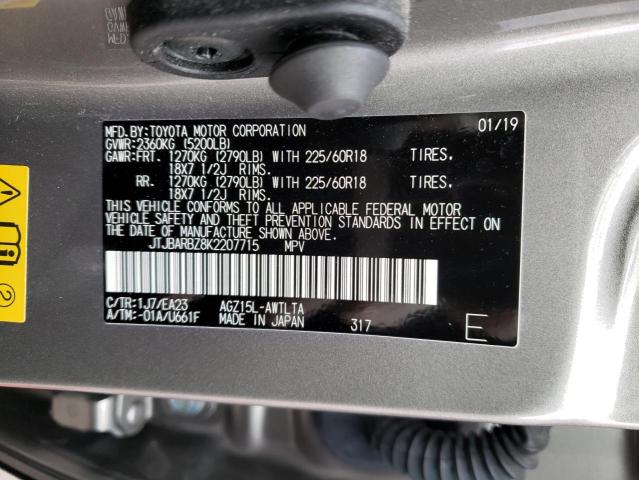 MFD.BY:TOYOTA MOTOR CORPORATION 01/19
GVWR:2360KG (5200LB)
GAWR:FRT. 1270KG (2790LB) WITH 225/60R18 TIRES.
18X7 1/2J RIMS.
RR. 1270KG (2790LB) WITH 225/60R18 TIRES.
18X7 1/2J RIMS.
THIS VEHICLE CONFORMS TO ALL APPLICABLE FEDERAL MOTOR
VEHICLE SAFETY AND THEFT PREVENTION STANDARDS IN EFFECT ON
THE DATE OF MANUFACTURE SHOWN ABOVE.
JTJBARBZ8K2207715 MPV
C/TR:1J7/EA23 AGZ15L-AWTLTA
A/TM:-01A/U661F MADE IN JAPAN 317 E
2